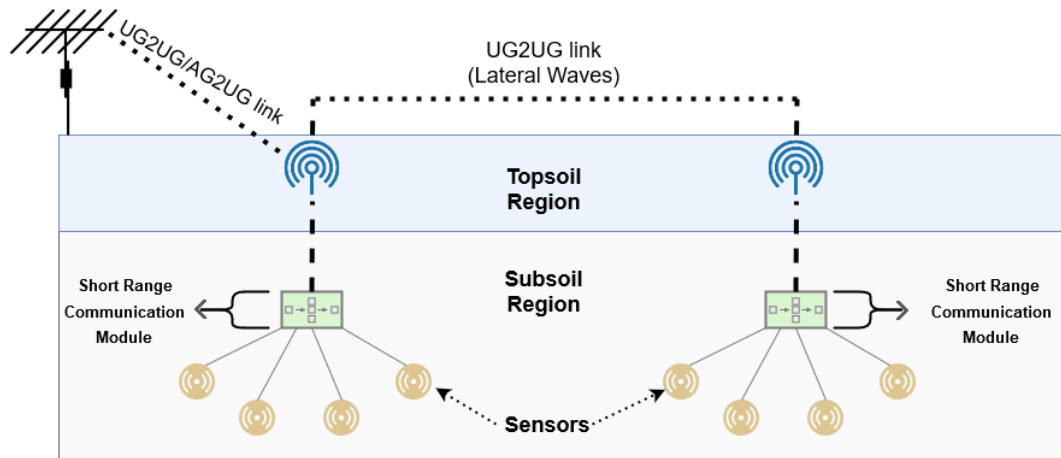 UG2UG/AG2UG link
UG2UG link
(Lateral Waves)
Topsoil
Region
Subsoil
Region
Short Range
Communication
Module
Short Range
Communication
Module
Sensors